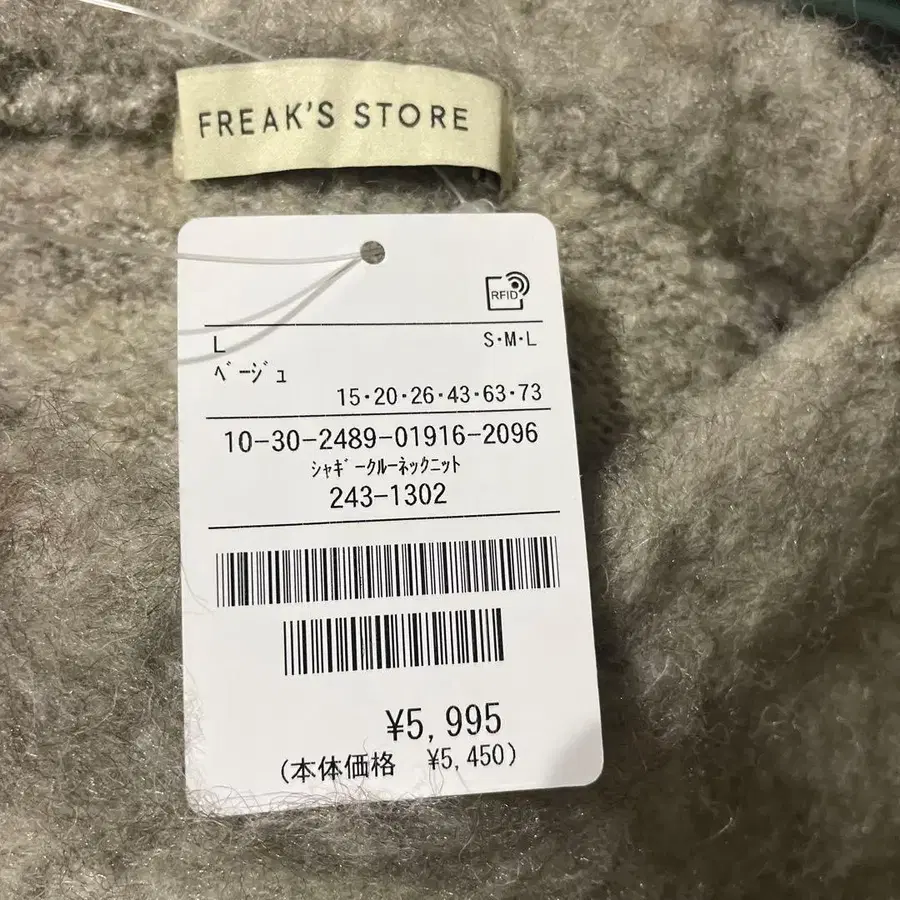 FREAK'S STORE
RFID
L S・M・L
ﾍﾞｰｼﾞｭ
15・20・26・43・63・73
10-30-2489-01916-2096
ｼｬｷﾞｰｸﾙｰﾈｯｸﾆｯﾄ
243-1302
¥5,995
(本体価格 ¥5,450)